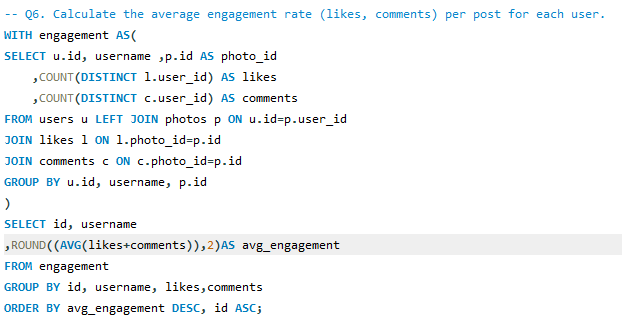 -- Q6. Calculate the average engagement rate (likes, comments) per post for each user.
WITH engagement AS(
SELECT u.id, username ,p.id AS photo_id
,COUNT(DISTINCT l.user_id) AS likes
,COUNT(DISTINCT c.user_id) AS comments
FROM users u LEFT JOIN photos p ON u.id=p.user_id
JOIN likes l ON l.photo_id=p.id
JOIN comments c ON c.photo_id=p.id
GROUP BY u.id, username, p.id
)
SELECT id, username
,ROUND((AVG(likes+comments)),2)AS avg_engagement
FROM engagement
GROUP BY id, username, likes,comments
ORDER BY avg_engagement DESC, id ASC;